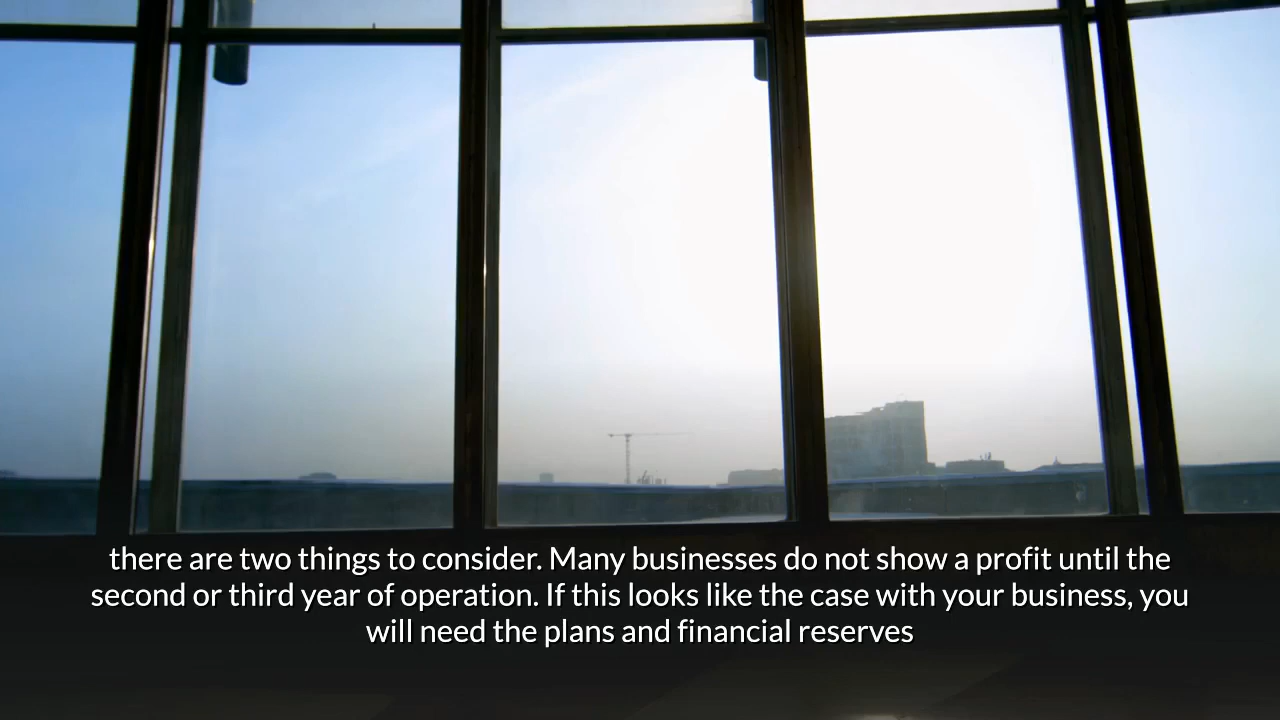 there are two things to consider. Many businesses do not show a profit until the
second or third year of operation. If this looks like the case with your business, you
will need the plans and financial reserves